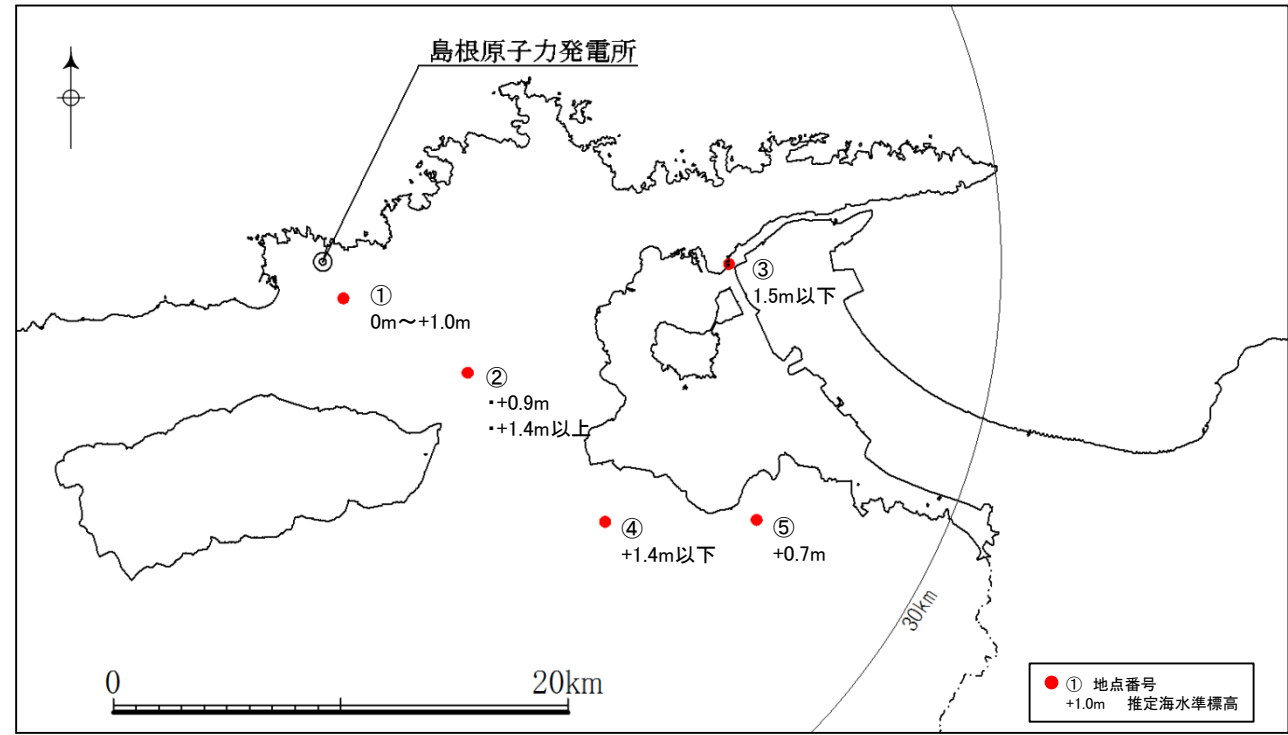 島根原子力発電所
①
0m～+1.0m
②
・+0.9m
・+1.4m以上
③
1.5m以下
④
+1.4m以下
⑤
+0.7m
30km
0 20km
① 地点番号
+1.0m 推定海水準標高